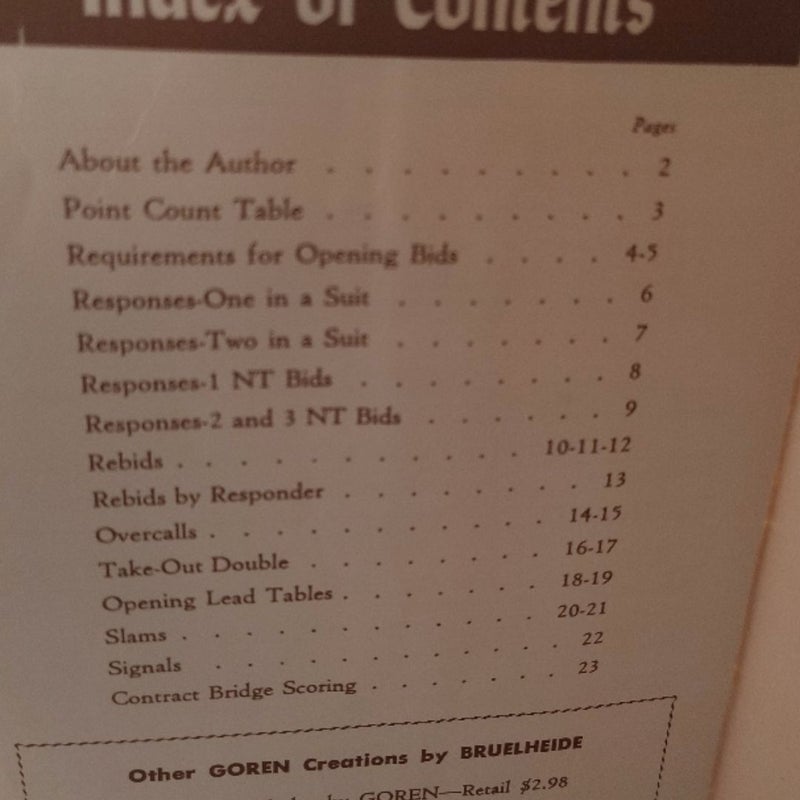 Index of Contents
Pages
About the Author . . . . . . . . . 2
Point Count Table . . . . . . . . . 3
Requirements for Opening Bids . . . . 4-5
Responses-One in a Suit . . . . . . . 6
Responses-Two in a Suit . . . . . . . 7
Responses-1 NT Bids . . . . . . . . 8
Responses-2 and 3 NT Bids . . . . . . 9
Rebids . . . . . . . . . . . 10-11-12
Rebids by Responder . . . . . . . . 13
Overcalls . . . . . . . . . . . 14-15
Take-Out Double . . . . . . . . 16-17
Opening Lead Tables . . . . . . . 18-19
Slams . . . . . . . . . . . 20-21
Signals . . . . . . . . . . . 22
Contract Bridge Scoring . . . . . . 23
Other GOREN Creations by BRUELHEIDE
by GOREN—Retail $2.98